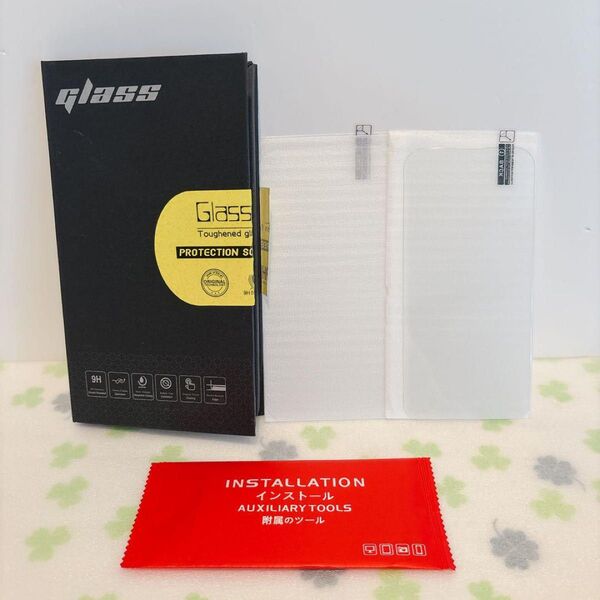 glass
Glass
Toughened gl
PROTECTION SC
ORIGINAL
9H
INSTALLATION
インストール
AUXILIARY TOOLS
附属のツール